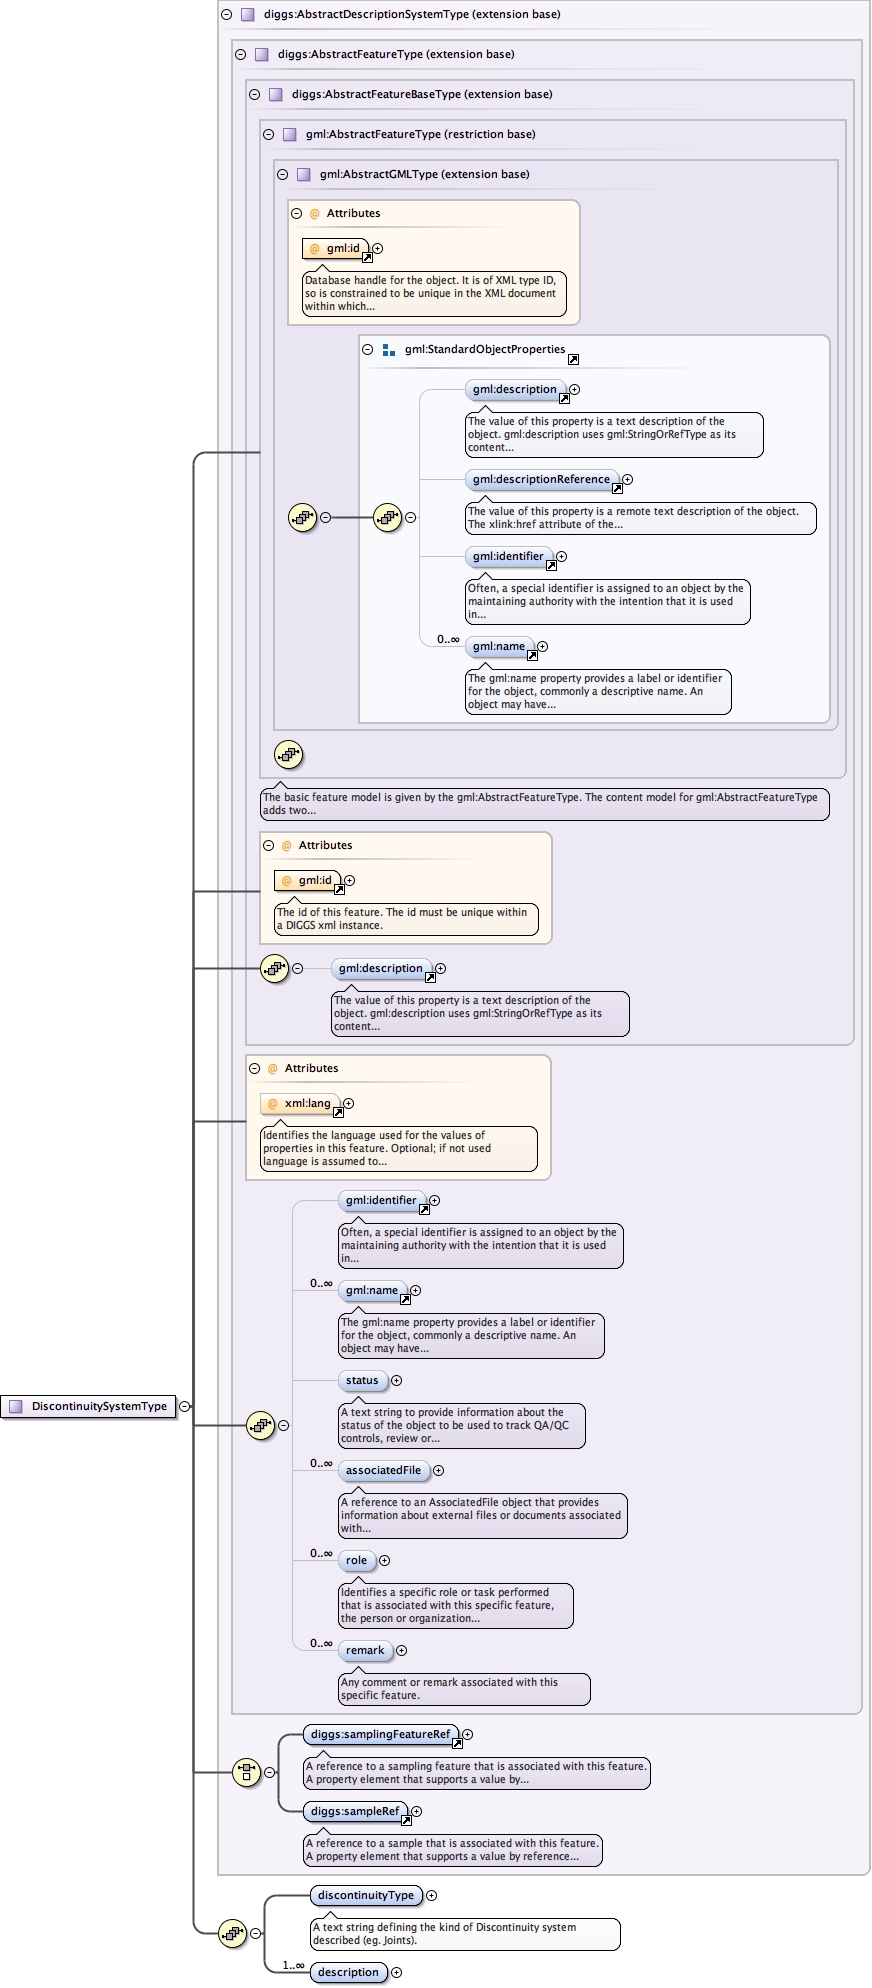 diggs:AbstractDescriptionSystemType (extension base)
diggs:AbstractFeatureType (extension base)
diggs:AbstractFeatureBaseType (extension base)
gml:AbstractFeatureType (restriction base)
gml:AbstractGMLType (extension base)
@ Attributes
@ gml:id
Database handle for the object. It is of XML type ID,
so is constrained to be unique in the XML document
within which...
gml:StandardObjectProperties
gml:description
The value of this property is a text description of the
object. gml:description uses gml:StringOrRefType as its
content...
gml:descriptionReference
The value of this property is a remote text description of the object.
The xlink:href attribute of the...
gml:identifier
Often, a special identifier is assigned to an object by the
maintaining authority with the intention that it is used
in...
0..∞
gml:name
The gml:name property provides a label or identifier
for the object, commonly a descriptive name. An
object may have...
The basic feature model is given by the gml:AbstractFeatureType. The content model for gml:AbstractFeatureType
adds two...
@ Attributes
@ gml:id
The id of this feature. The id must be unique within
a DIGGS xml instance.
gml:description
The value of this property is a text description of the
object. gml:description uses gml:StringOrRefType as its
content...
@ Attributes
@ xml:lang
Identifies the language used for the values of
properties in this feature. Optional; if not used
language is assumed to...
gml:identifier
Often, a special identifier is assigned to an object by the
maintaining authority with the intention that it is used
in...
0..∞
gml:name
The gml:name property provides a label or identifier
for the object, commonly a descriptive name. An
object may have...
status
A text string to provide information about the
status of the object to be used to track QA/QC
controls, review or...
DiscontinuitySystemType
0..∞
associatedFile
A reference to an AssociatedFile object that provides
information about external files or documents associated
with...
0..∞
role
Identifies a specific role or task performed
that is associated with this specific feature,
the person or organization...
0..∞
remark
Any comment or remark associated with this
specific feature.
diggs:samplingFeatureRef
A reference to a sampling feature that is associated with this feature.
A property element that supports a value by...
diggs:sampleRef
A reference to a sample that is associated with this feature.
A property element that supports a value by reference...
discontinuityType
A text string defining the kind of Discontinuity system
described (eg. Joints).
1..∞
description